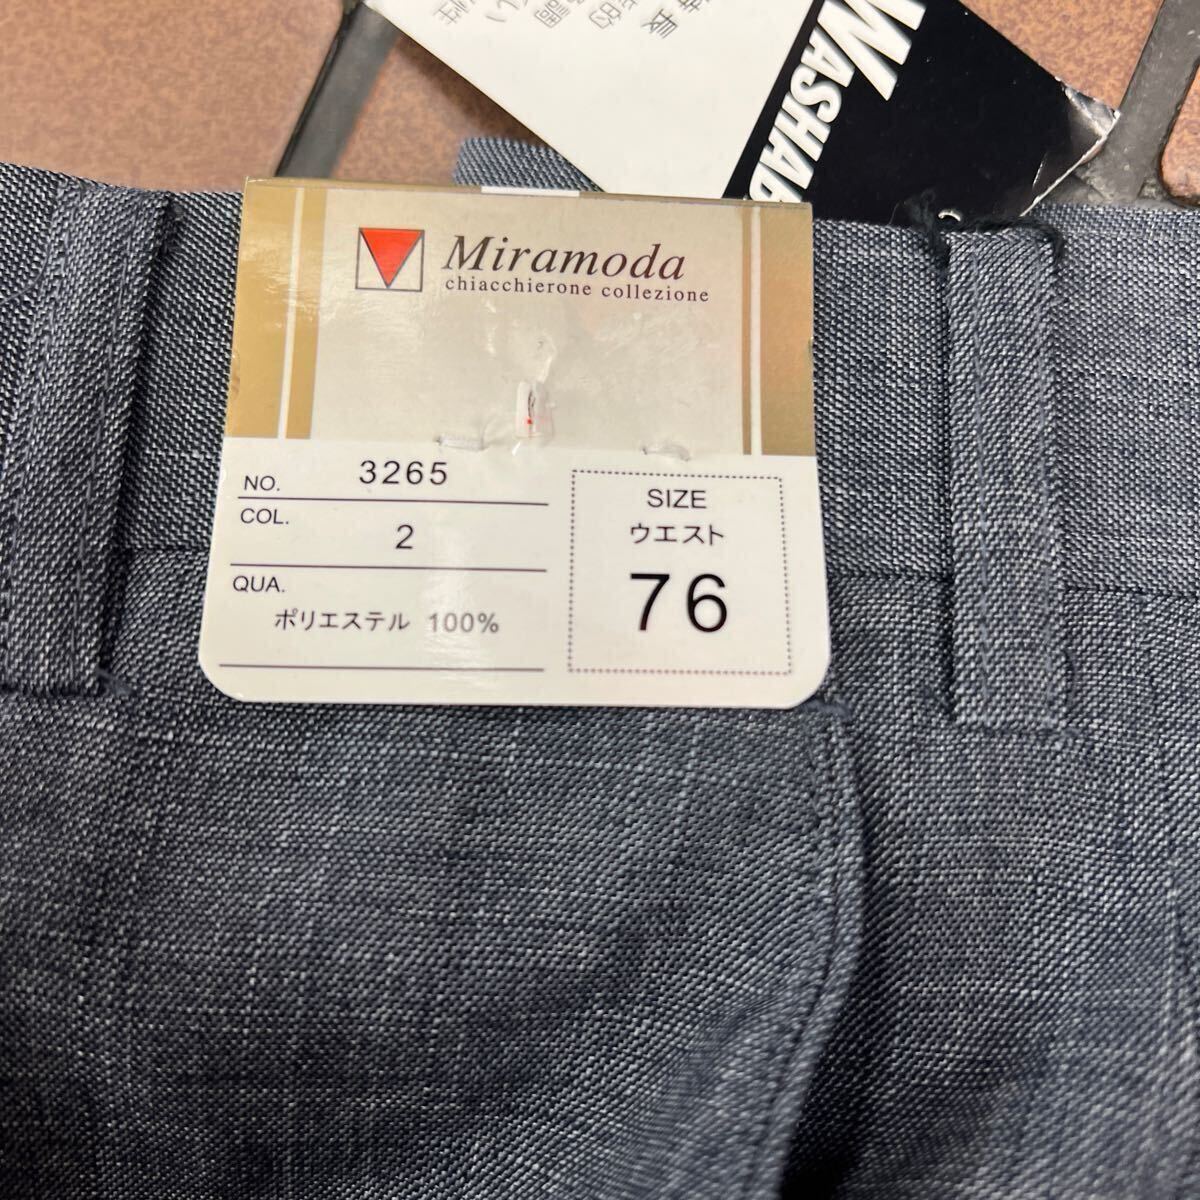 WASHAB
Miramoda
chiacchierone collezione
NO. 3265
COL. 2
QUA.
ポリエステル 100%
SIZE
ウエスト
76